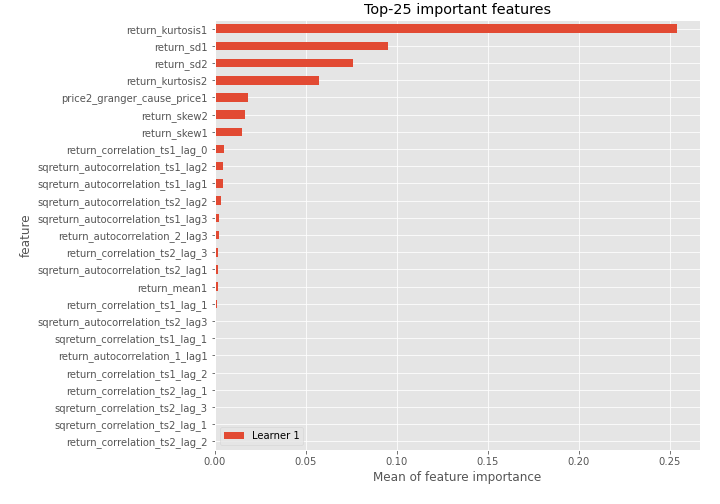 Top-25 important features
return_kurtosis1
return_sd1
return_sd2
return_kurtosis2
price2_granger_cause_price1
return_skew2
return_skew1
return_correlation_ts1_lag_0
sqreturn_autocorrelation_ts1_lag2
sqreturn_autocorrelation_ts1_lag1
sqreturn_autocorrelation_ts2_lag2
sqreturn_autocorrelation_ts1_lag3
return_autocorrelation_2_lag3
return_correlation_ts2_lag_3
sqreturn_autocorrelation_ts2_lag1
return_mean1
return_correlation_ts1_lag_1
sqreturn_autocorrelation_ts2_lag3
sqreturn_correlation_ts1_lag_1
return_autocorrelation_1_lag1
return_correlation_ts1_lag_2
return_correlation_ts2_lag_1
sqreturn_correlation_ts2_lag_3
sqreturn_correlation_ts2_lag_1
return_correlation_ts2_lag_2
feature
Learner 1
0.00 0.05 0.10 0.15 0.20 0.25
Mean of feature importance